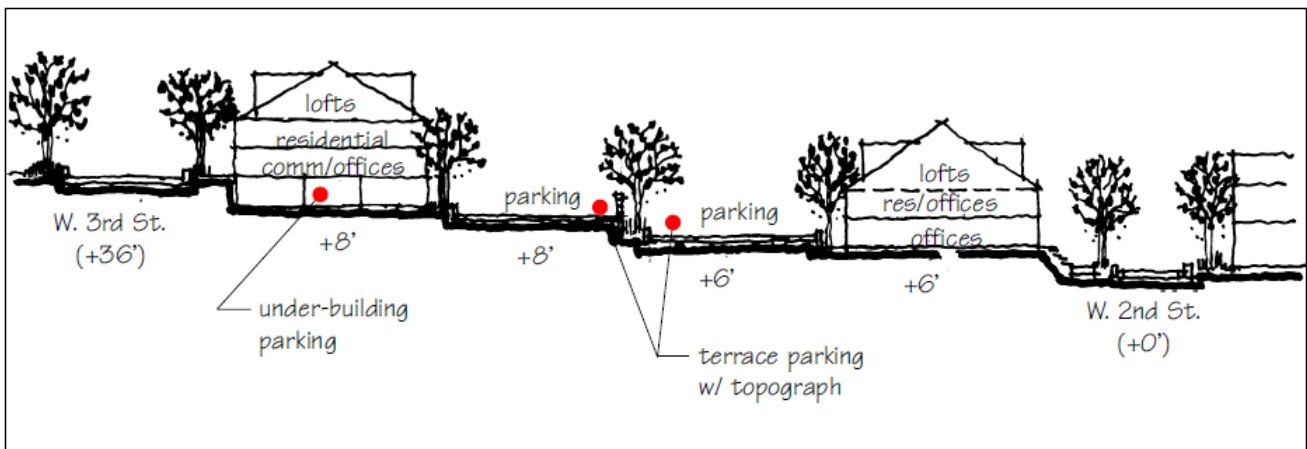 lofts
residential
comm/offices
W. 3rd St.
(+36')
+8'
under-building
parking
parking
+8'
parking
+6'
terrace parking
w/ topograph
lofts
res/offices
offices
+6'
W. 2nd St.
(+0')